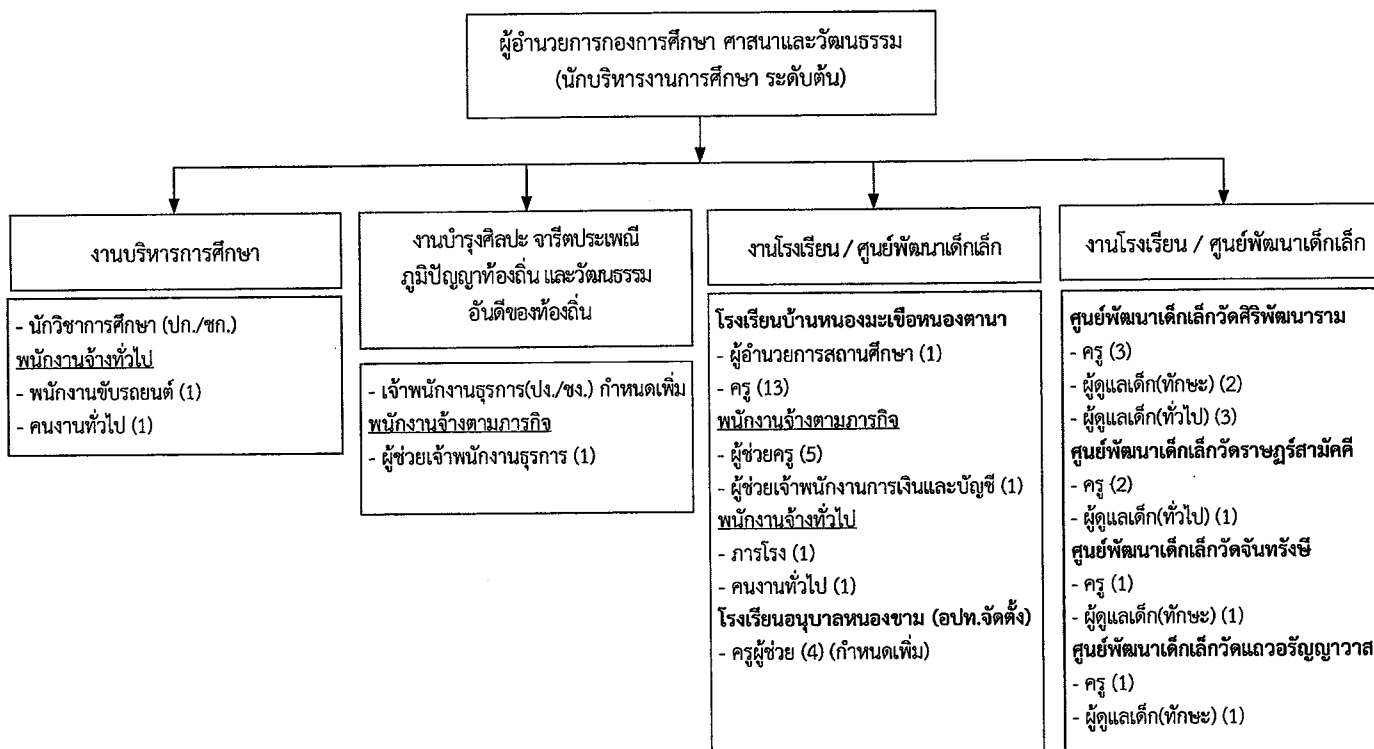 ผู้อำนวยการกองการศึกษา ศาสนาและวัฒนธรรม
(นักบริหารงานการศึกษา ระดับต้น)
งานบริหารการศึกษา
- นักวิชาการศึกษา (ปก./ชก.)
พนักงานจ้างทั่วไป
- พนักงานขับรถยนต์ (1)
- คนงานทั่วไป (1)
งานบำรุงศิลปะ จารีตประเพณี
ภูมิปัญญาท้องถิ่น และวัฒนธรรม
อันดีของท้องถิ่น
- เจ้าพนักงานธุรการ(ปง./ชง.) กำหนดเพิ่ม
พนักงานจ้างตามภารกิจ
- ผู้ช่วยเจ้าพนักงานธุรการ (1)
งานโรงเรียน / ศูนย์พัฒนาเด็กเล็ก
โรงเรียนบ้านหนองมะเขือหนองตานา
- ผู้อำนวยการสถานศึกษา (1)
- ครู (13)
พนักงานจ้างตามภารกิจ
- ผู้ช่วยครู (5)
- ผู้ช่วยเจ้าพนักงานการเงินและบัญชี (1)
พนักงานจ้างทั่วไป
- ภารโรง (1)
- คนงานทั่วไป (1)
โรงเรียนอนุบาลหนองขาม (อปท.จัดตั้ง)
- ครูผู้ช่วย (4) (กำหนดเพิ่ม)
งานโรงเรียน / ศูนย์พัฒนาเด็กเล็ก
ศูนย์พัฒนาเด็กเล็กวัดศิริพัฒนาราม
- ครู (3)
- ผู้ดูแลเด็ก(ทักษะ) (2)
- ผู้ดูแลเด็ก(ทั่วไป) (3)
ศูนย์พัฒนาเด็กเล็กวัดราษฎร์สามัคคี
- ครู (2)
- ผู้ดูแลเด็ก(ทั่วไป) (1)
ศูนย์พัฒนาเด็กเล็กวัดจันทรังษี
- ครู (1)
- ผู้ดูแลเด็ก(ทักษะ) (1)
ศูนย์พัฒนาเด็กเล็กวัดแถวอรัญญาวาส
- ครู (1)
- ผู้ดูแลเด็ก(ทักษะ) (1)